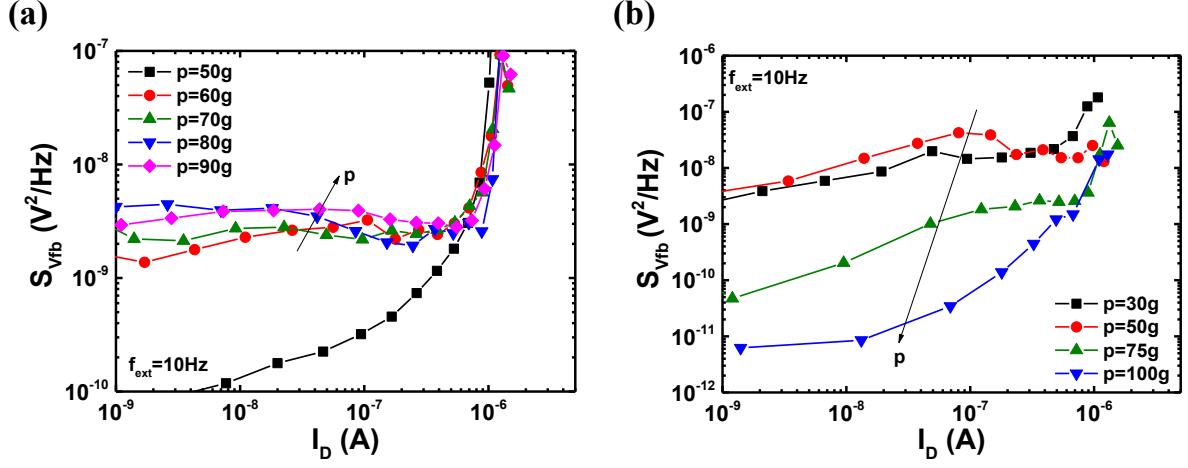 (a)
10⁻⁷
10⁻⁸
10⁻⁹
10⁻¹⁰
S_Vfb (V²/Hz)
p=50g
p=60g
p=70g
p=80g
p=90g
p
f_ext=10Hz
10⁻⁹ 10⁻⁸ 10⁻⁷ 10⁻⁶
I_D (A)
(b)
10⁻⁶
10⁻⁷
10⁻⁸
10⁻⁹
10⁻¹⁰
10⁻¹¹
10⁻¹²
S_Vfb (V²/Hz)
f_ext=10Hz
p
p=30g
p=50g
p=75g
p=100g
10⁻⁹ 10⁻⁸ 10⁻⁷ 10⁻⁶
I_D (A)